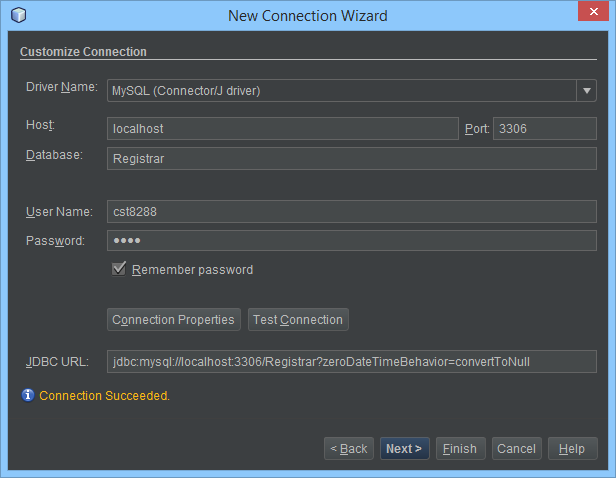 New Connection Wizard
Customize Connection
Driver Name: MySQL (Connector/J driver)
Host: localhost Port: 3306
Database: Registrar
User Name: cst8288
Password: ●●●●
Remember password
Connection Properties Test Connection
JDBC URL: jdbc:mysql://localhost:3306/Registrar?zeroDateTimeBehavior=convertToNull
Connection Succeeded.
< Back Next > Finish Cancel Help